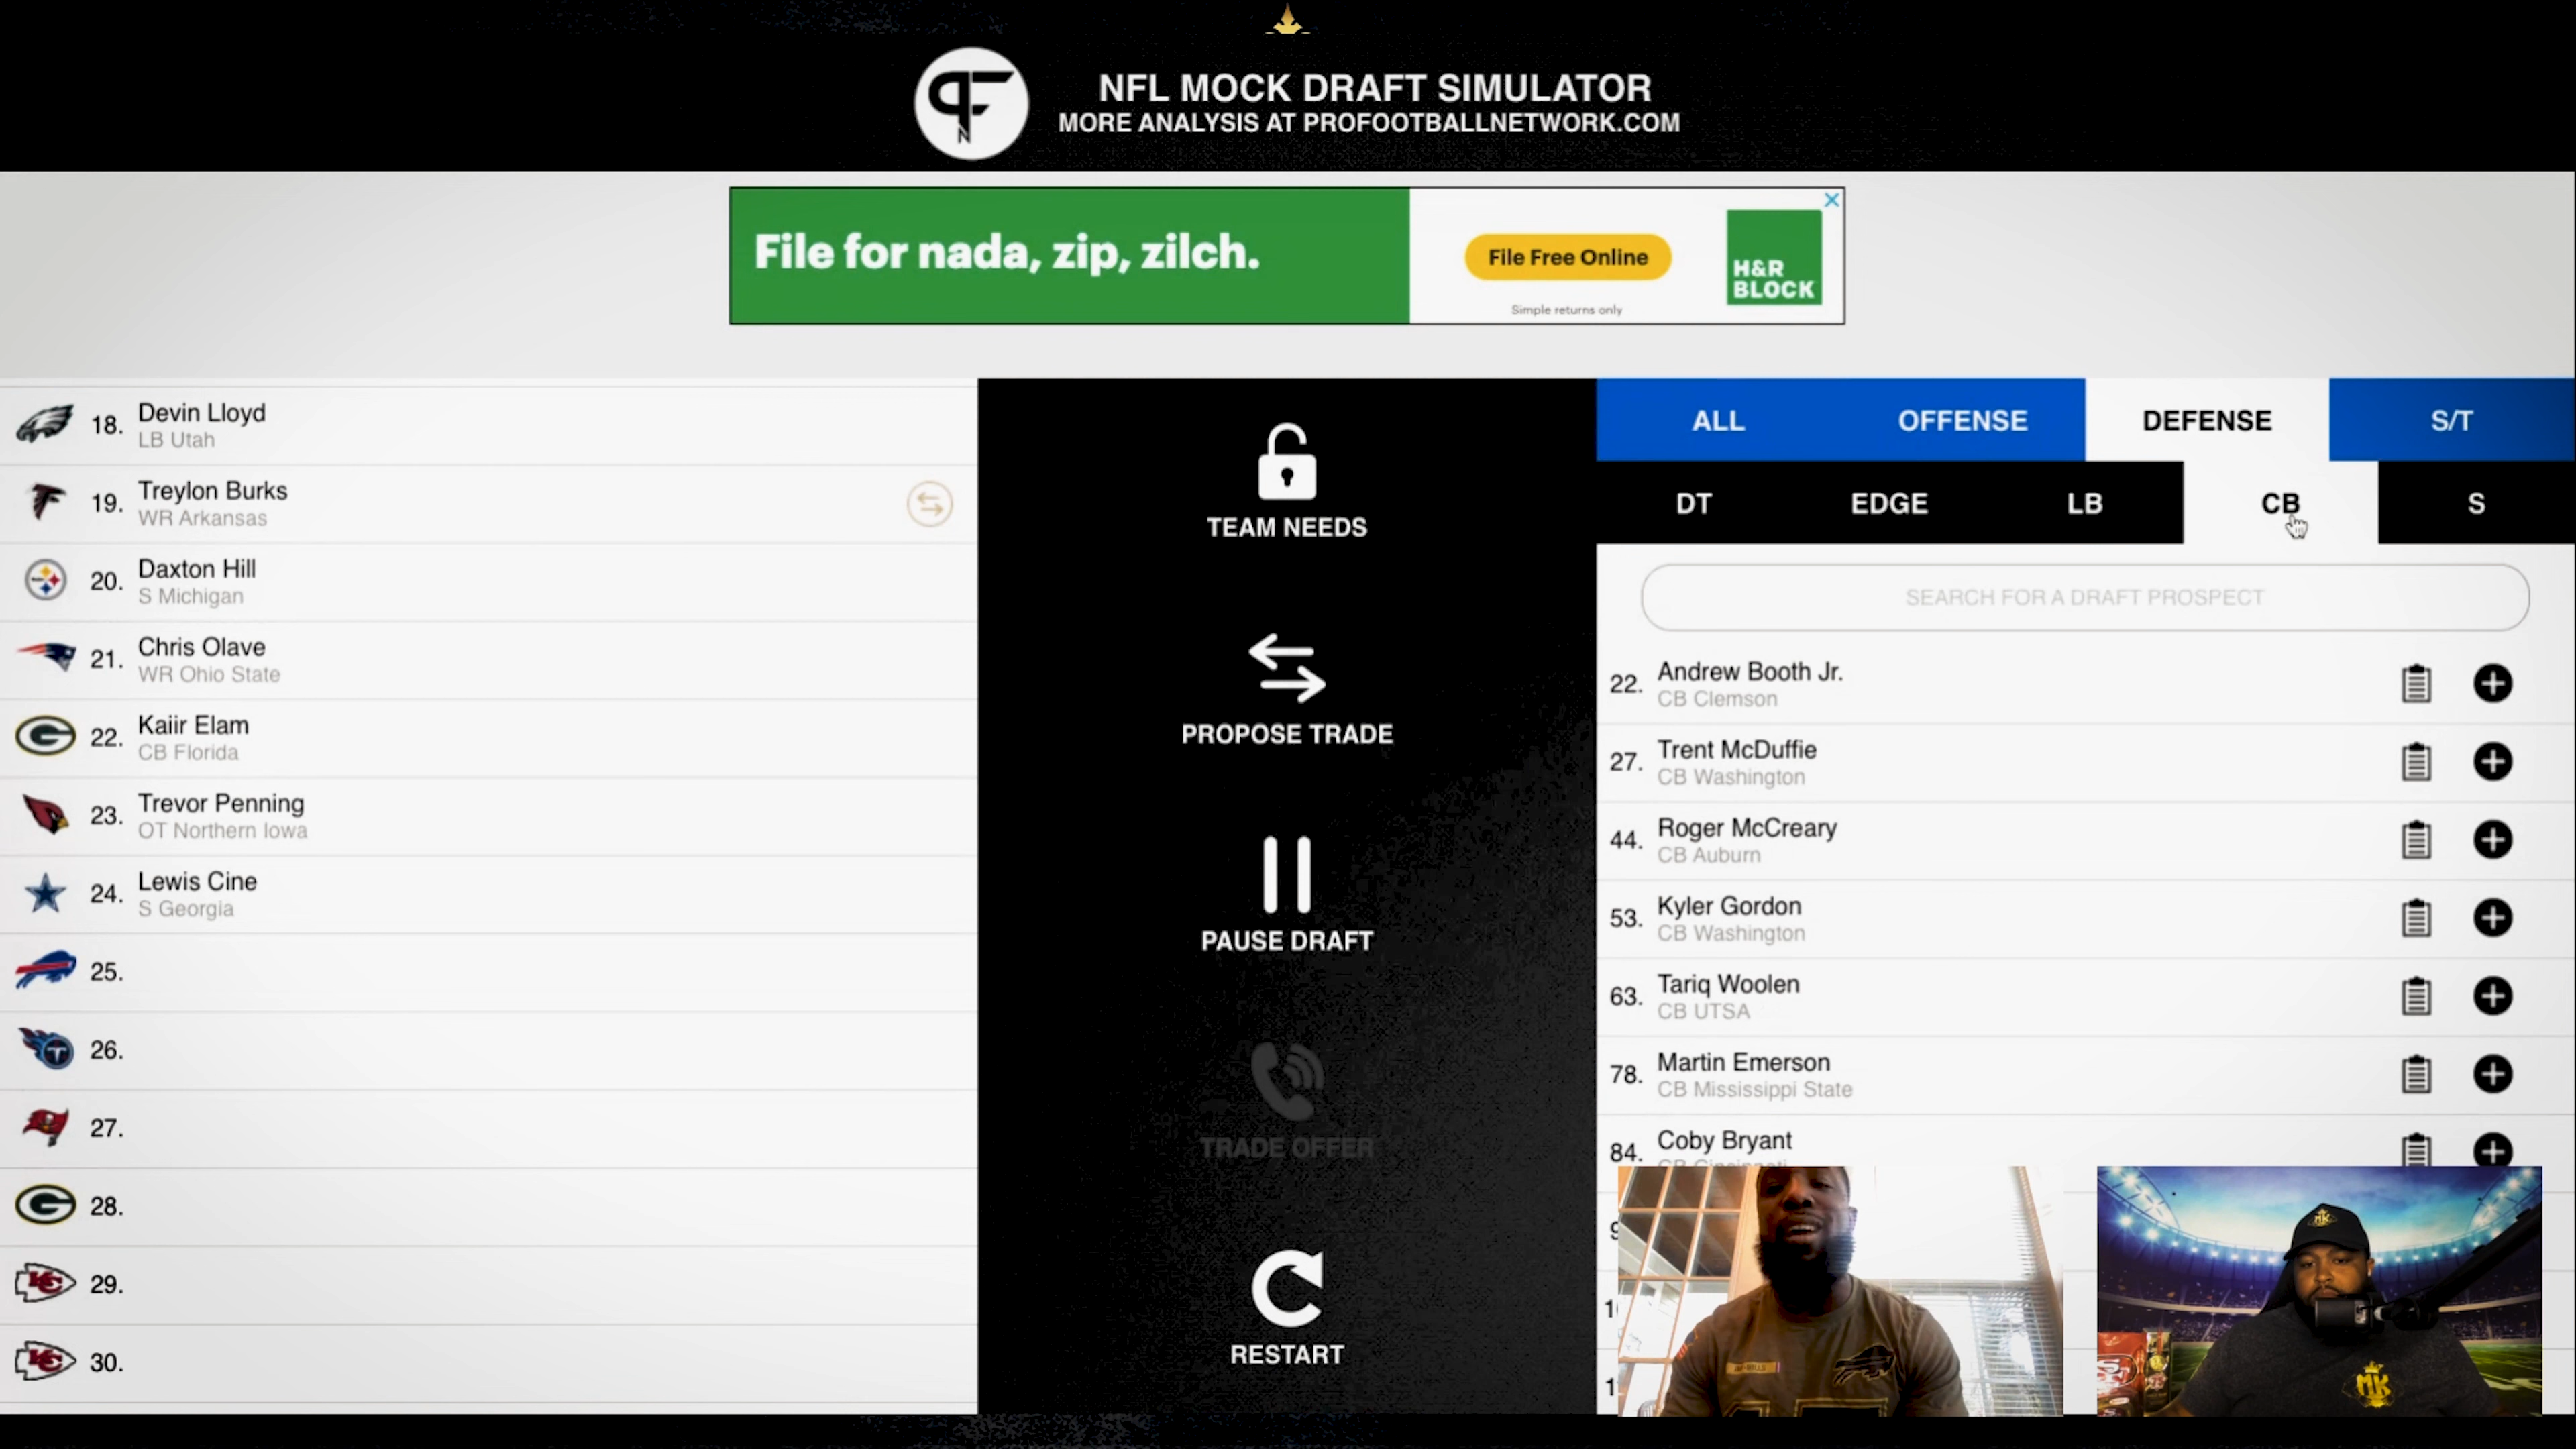 NFL MOCK DRAFT SIMULATOR
MORE ANALYSIS AT PROFOOTBALLNETWORK.COM
PFN
File for nada, zip, zilch.
File Free Online
Simple returns only
H&R
BLOCK
18. Devin Lloyd
LB Utah
19. Treylon Burks
WR Arkansas
20. Daxton Hill
S Michigan
21. Chris Olave
WR Ohio State
22. Kaiir Elam
CB Florida
23. Trevor Penning
OT Northern Iowa
24. Lewis Cine
S Georgia
25.
26.
27.
28.
29.
30.
TEAM NEEDS
PROPOSE TRADE
PAUSE DRAFT
TRADE OFFER
RESTART
ALL OFFENSE DEFENSE S/T
DT EDGE LB CB S
SEARCH FOR A DRAFT PROSPECT
22. Andrew Booth Jr.
CB Clemson
27. Trent McDuffie
CB Washington
44. Roger McCreary
CB Auburn
53. Kyler Gordon
CB Washington
63. Tariq Woolen
CB UTSA
78. Martin Emerson
CB Mississippi State
84. Coby Bryant
CB Cincinnati
MK
MK